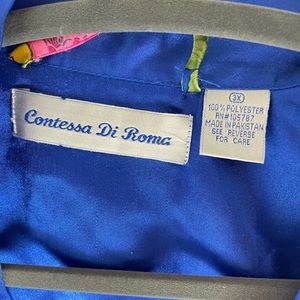 Contessa Di Roma
3X
100% POLYESTER
RN#105787
MADE IN PAKISTAN
SEE REVERSE
FOR CARE